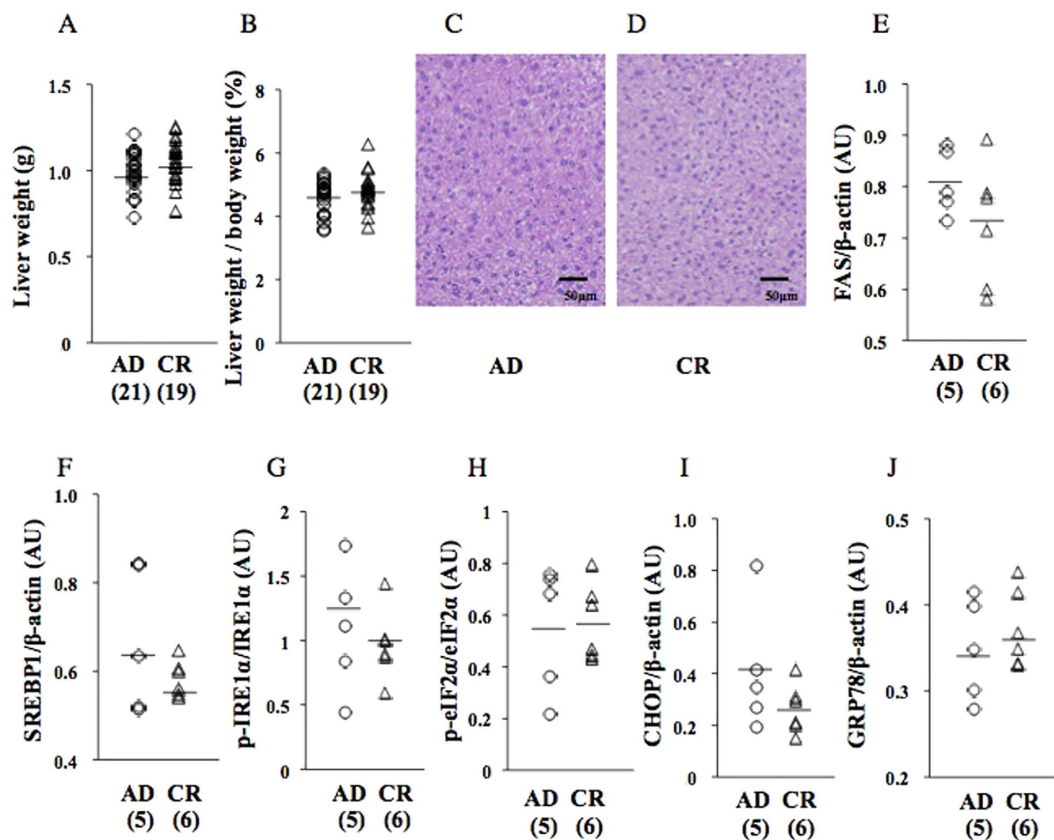 A
B
C
D
E
Liver weight (g)
1.5
1.0
0.5
0
AD CR
(21) (19)
Liver weight / body weight (%)
8
6
4
2
0
AD CR
(21) (19)
50μm
AD
50μm
CR
FAS/β-actin (AU)
1.0
0.9
0.8
0.7
0.6
0.5
AD CR
(5) (6)
F
G
H
I
J
SREBP1/β-actin (AU)
1.0
0.8
0.6
0.4
AD CR
(5) (6)
p-IRE1α/IRE1α (AU)
2
1.5
1
0.5
0
AD CR
(5) (6)
p-eIF2α/eIF2α (AU)
1
0.8
0.6
0.4
0.2
0
AD CR
(5) (6)
CHOP/β-actin (AU)
1.0
0.8
0.6
0.4
0.2
0
AD CR
(5) (6)
GRP78/β-actin (AU)
0.5
0.4
0.3
0.2
AD CR
(5) (6)